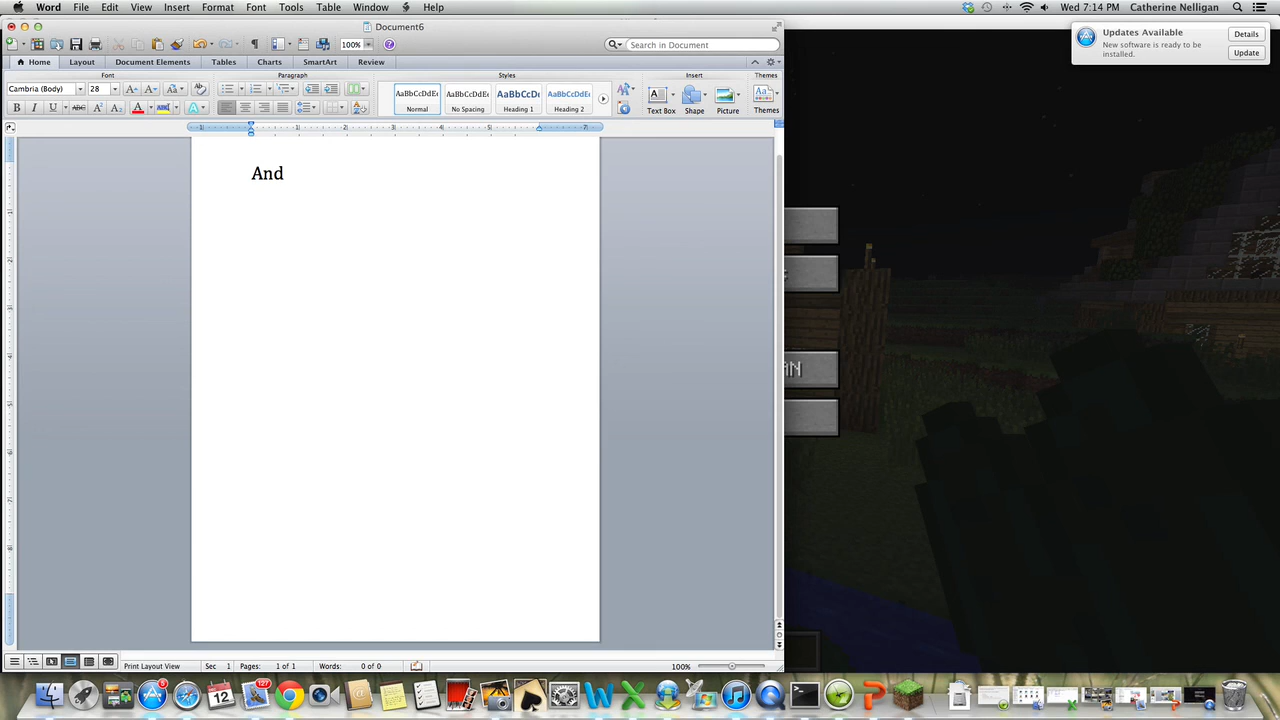 Word File Edit View Insert Format Font Tools Table Window Help Wed 7:14 PM Catherine Nelligan
Document6
Updates Available
New software is ready to be installed.
Details
Update
100%
Search in Document
Home Layout Document Elements Tables Charts SmartArt Review
Font Paragraph Styles Insert Themes
Cambria (Body) 28
AaBbCcDdEe AaBbCcDdEe AaBbCcDc AaBbCcDdEe
Normal No Spacing Heading 1 Heading 2
Text Box Shape Picture Themes
And
AN
Print Layout View Sec 1 Pages: 1 of 1 Words: 0 of 0 100%
12